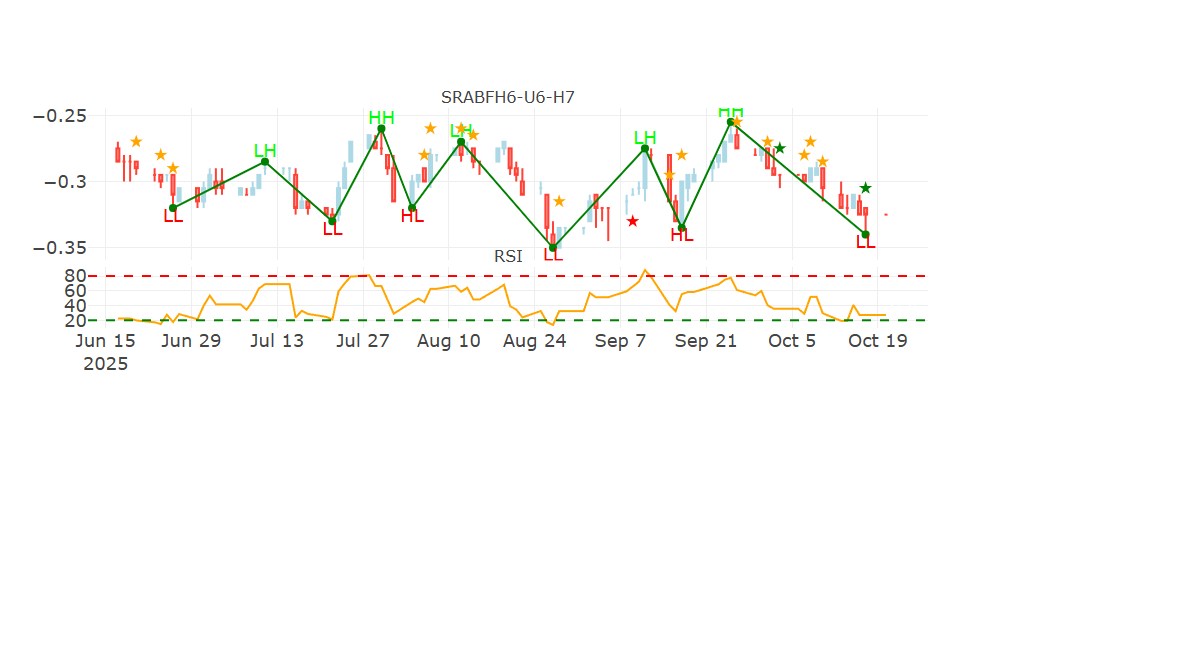 SRABFH6-U6-H7
−0.25
−0.3
−0.35
LL
LH
LL
HH
HL
LH
LL
LH
HL
HH
LL
RSI
80
60
40
20
Jun 15 Jun 29 Jul 13 Jul 27 Aug 10 Aug 24 Sep 7 Sep 21 Oct 5 Oct 19
2025